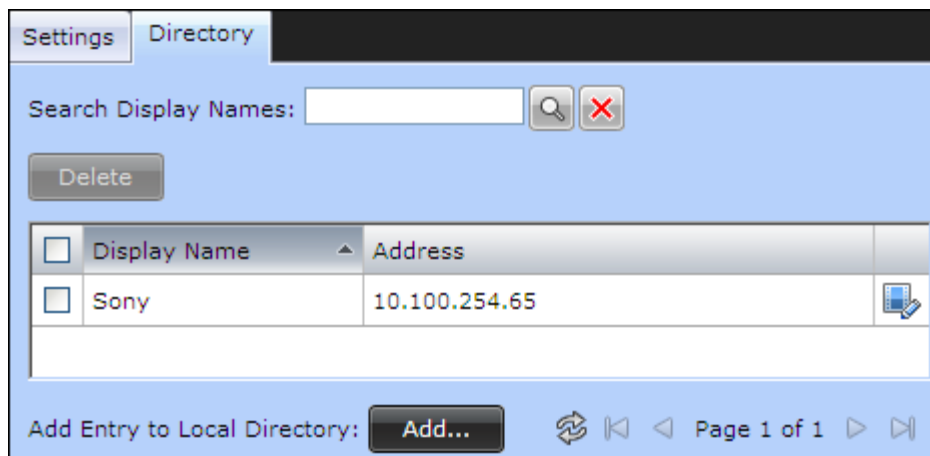 Settings Directory
Search Display Names:
Delete
Display Name Address
Sony 10.100.254.65
Add Entry to Local Directory: Add... Page 1 of 1